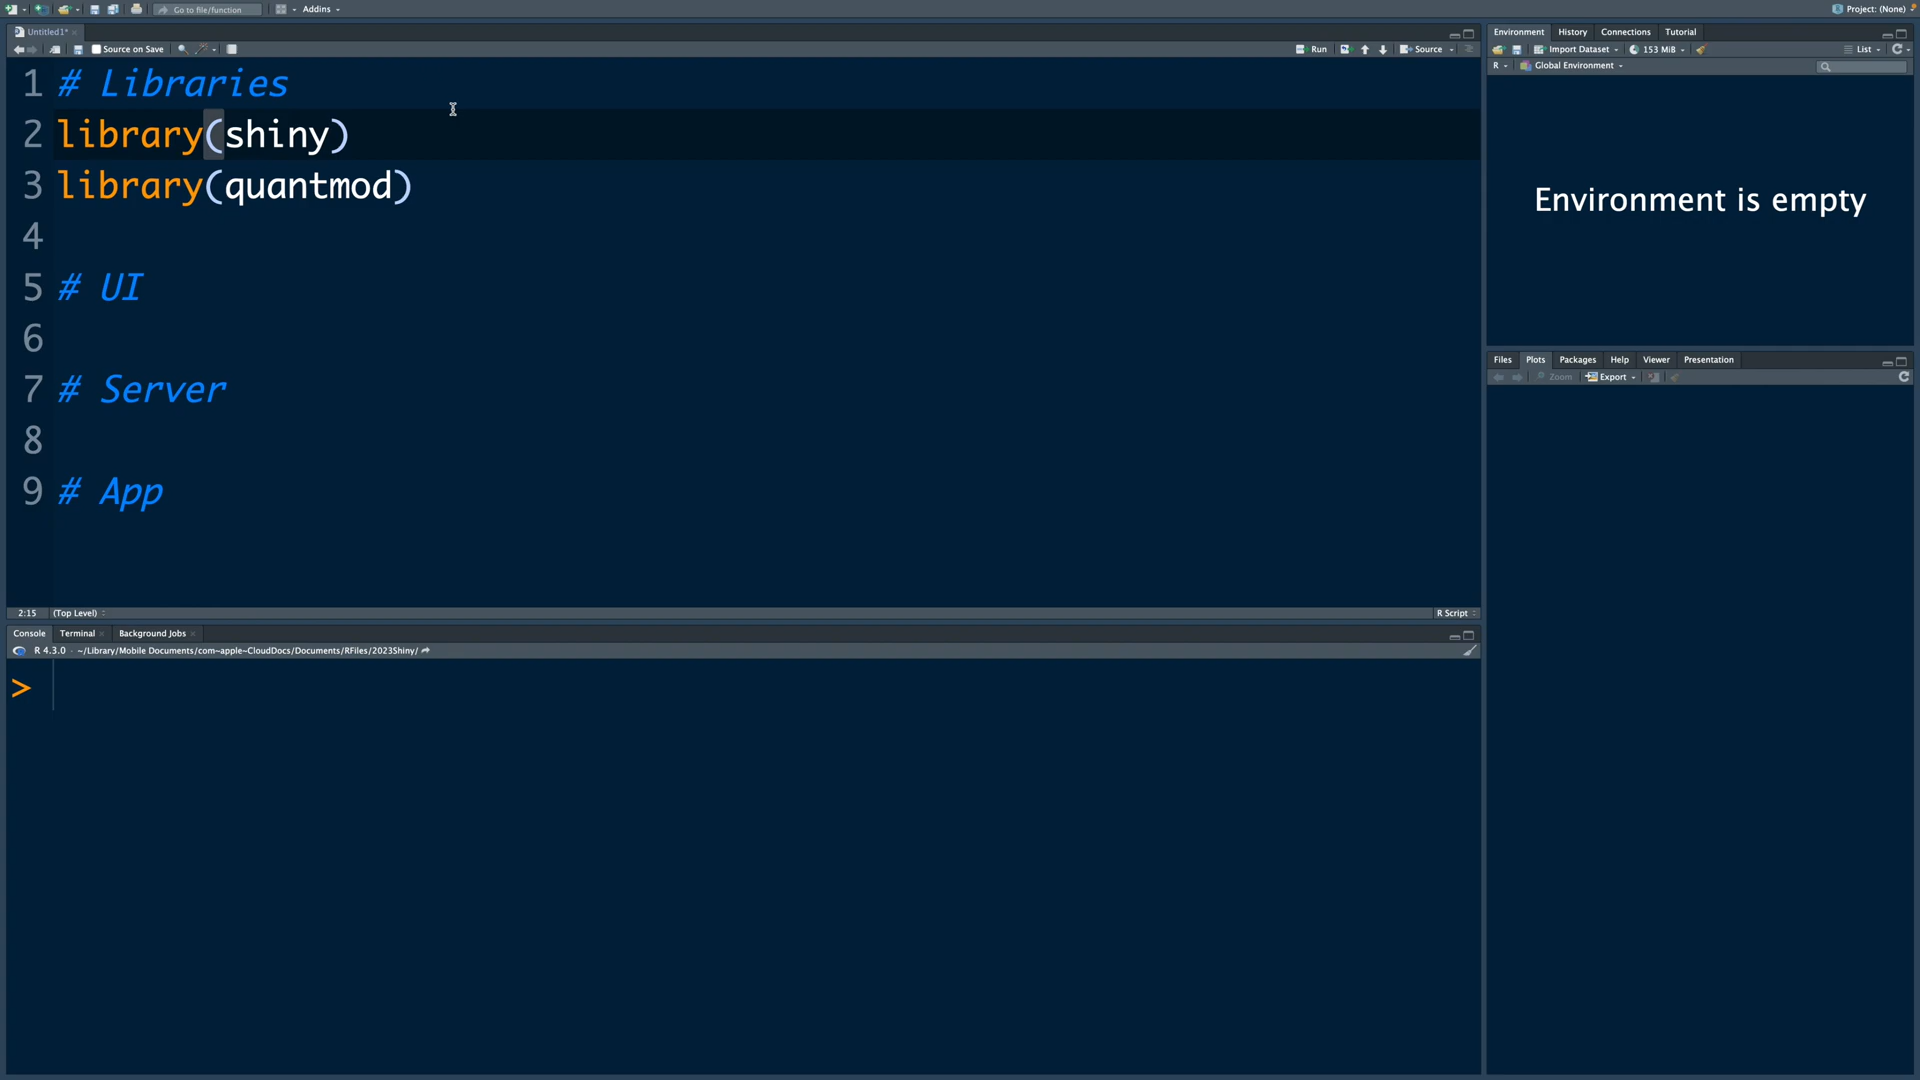 Go to file/function
Addins
Project: (None)
Untitled1*
Source on Save
Run
Source
1 # Libraries
2 library(shiny)
3 library(quantmod)
4
5 # UI
6
7 # Server
8
9 # App
2:15
(Top Level)
R Script
Console
Terminal
Background Jobs
R 4.3.0 · ~/Library/Mobile Documents/com~apple~CloudDocs/Documents/RFiles/2023Shiny/
>
Environment
History
Connections
Tutorial
Import Dataset
153 MiB
List
R
Global Environment
Environment is empty
Files
Plots
Packages
Help
Viewer
Presentation
Zoom
Export